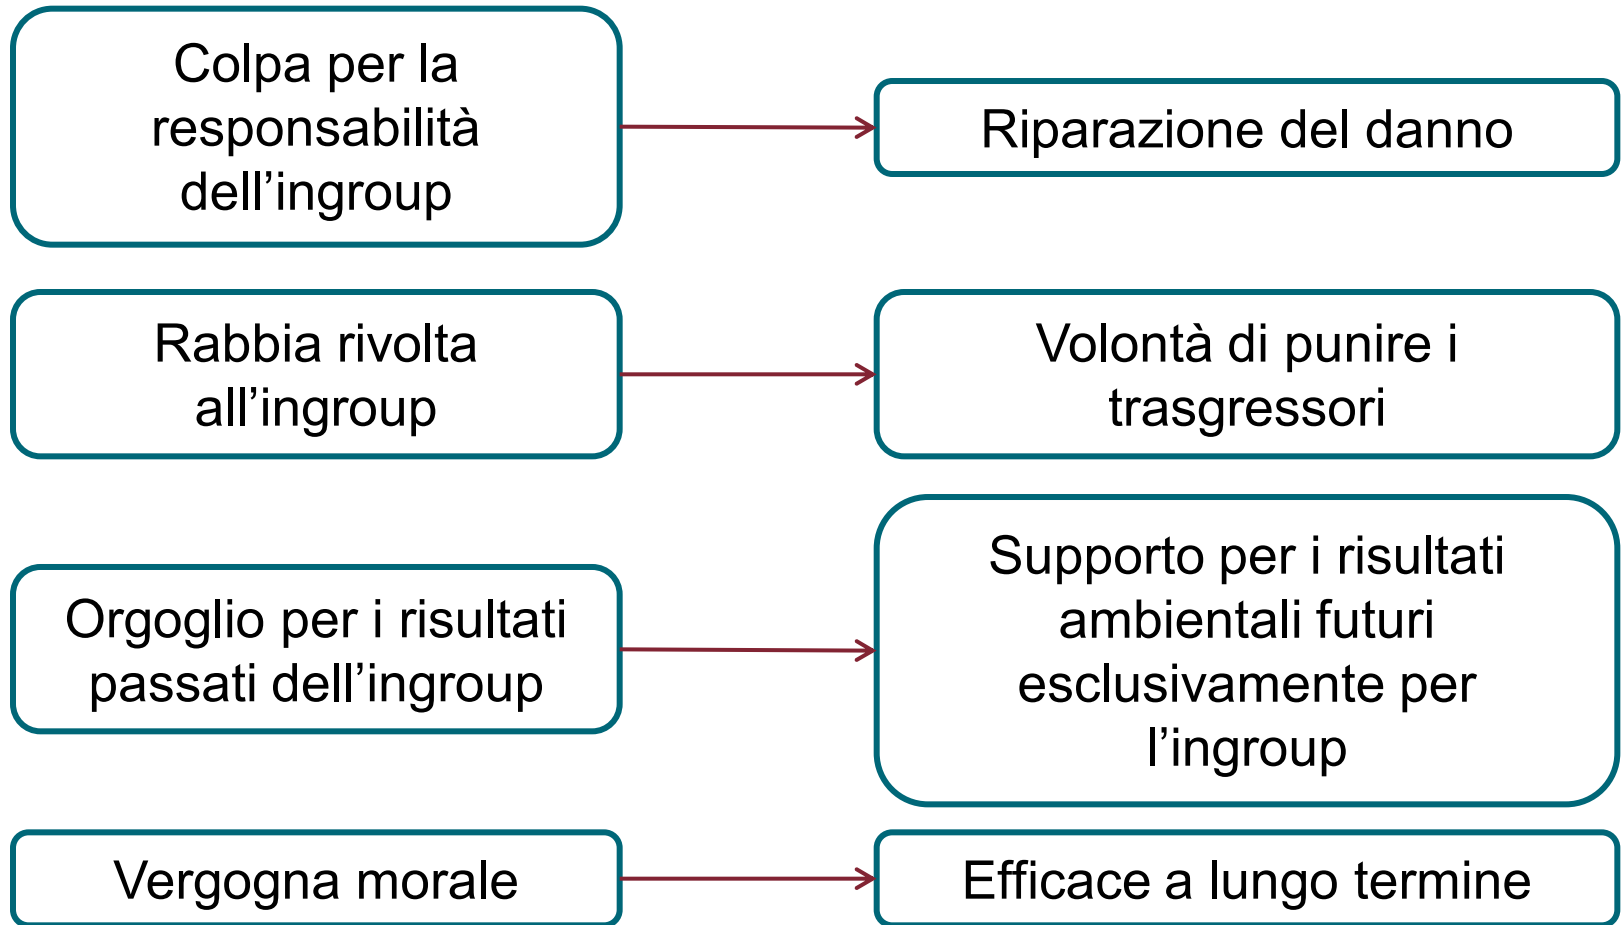 Colpa per la
responsabilità
dell’ingroup
Riparazione del danno
Rabbia rivolta
all’ingroup
Volontà di punire i
trasgressori
Orgoglio per i risultati
passati dell’ingroup
Supporto per i risultati
ambientali futuri
esclusivamente per
l’ingroup
Vergogna morale
Efficace a lungo termine